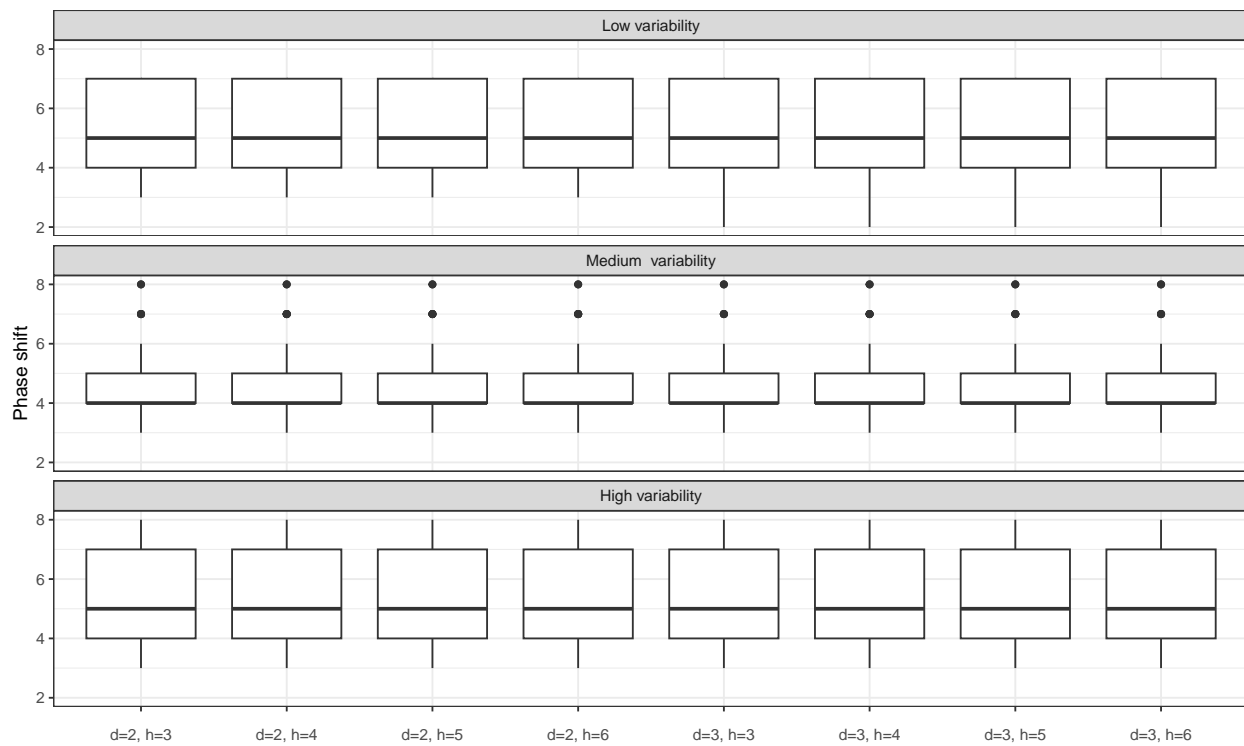 Low variability
8
6
4
2
Medium  variability
8
6
4
2
Phase shift
High variability
8
6
4
2
d=2, h=3 d=2, h=4 d=2, h=5 d=2, h=6 d=3, h=3 d=3, h=4 d=3, h=5 d=3, h=6